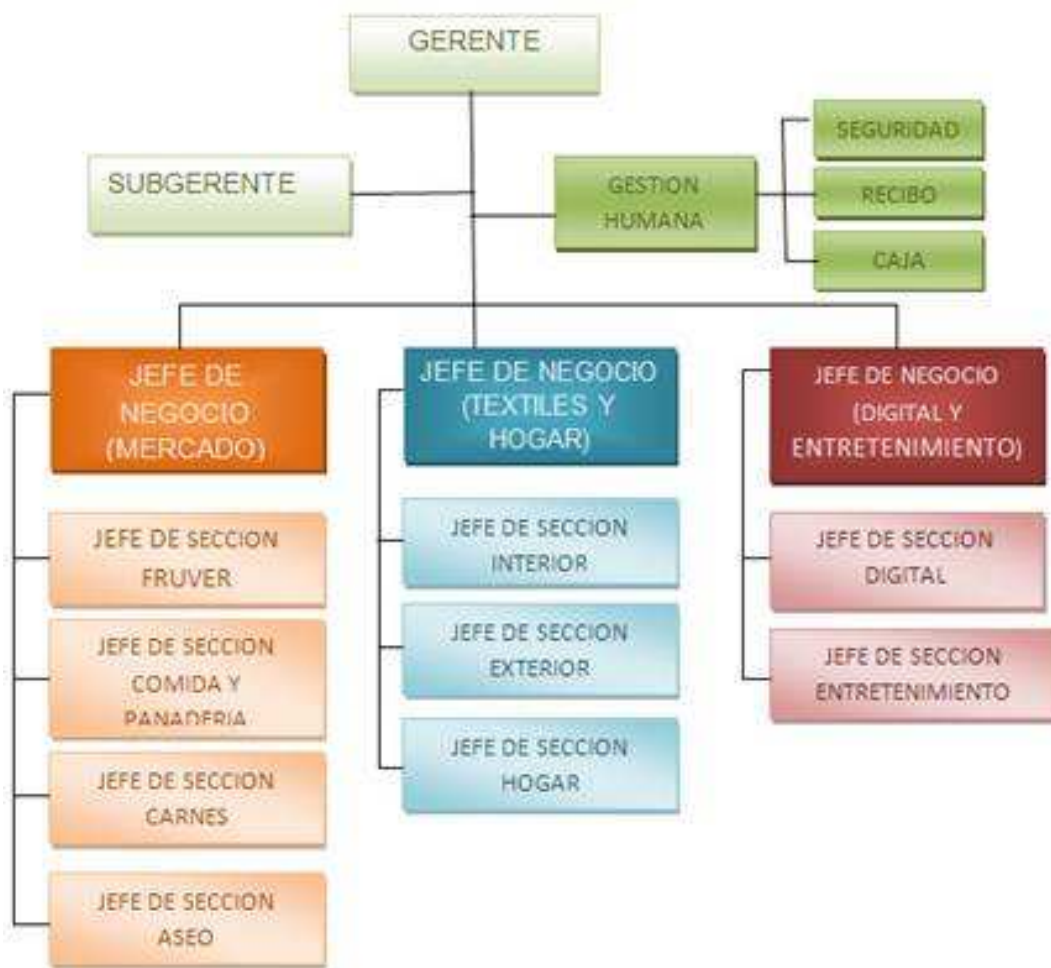 GERENTE
SUBGERENTE
GESTION
HUMANA
SEGURIDAD
RECIBO
CAJA
JEFE DE
NEGOCIO
(MERCADO)
JEFE DE SECCION
FRUVER
JEFE DE SECCION
COMIDA Y
PANADERIA
JEFE DE SECCION
CARNES
JEFE DE SECCION
ASEO
JEFE DE NEGOCIO
(TEXTILES Y
HOGAR)
JEFE DE SECCION
INTERIOR
JEFE DE SECCION
EXTERIOR
JEFE DE SECCION
HOGAR
JEFE DE NEGOCIO
(DIGITAL Y
ENTRETENIMIENTO)
JEFE DE SECCION
DIGITAL
JEFE DE SECCION
ENTRETENIMIENTO